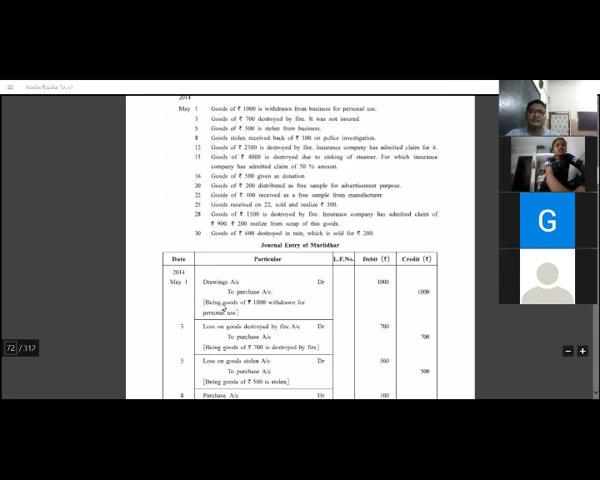 Adobe Reader Touch
2014
May 1 Goods of ₹ 1000 is withdrawn from business for personal use.
3 Goods of ₹ 700 destroyed by fire. It was not insured.
5 Goods of ₹ 500 is stolen from business.
8 Goods stolen received back of ₹ 100 on police investigation.
12 Goods of ₹ 2300 is destroyed by fire. Insurance company has admitted claim for it.
15 Goods of ₹ 4000 is destroyed due to sinking of steamer. For which insurance
company has admitted claim of 50 % amount.
16 Goods of ₹ 500 given as donation
20 Goods of ₹ 200 distributed as free sample for advertisement purpose.
22 Goods of ₹ 400 received as a free sample from manufacturer.
25 Goods received on 22, sold and realize ₹ 300.
28 Goods of ₹ 1500 is destroyed by fire. Insurance company has admitted claim of
₹ 900. ₹ 200 realize from scrap of this goods.
30 Goods of ₹ 600 destroyed in rain, which is sold for ₹ 200.
Journal Entry of Murlidhar
Date Particular L.F.No. Debit (₹) Credit (₹)
2014
May 1 Drawings A/c Dr 1000
To purchase A/c. 1000
[Being goods of ₹ 1000 withdrawn for
personal use]
3 Loss on goods destroyed by fire A/c Dr 700
To purchase A/c 700
[Being goods of ₹ 700 is destroyed by fire]
5 Loss on goods stolen A/c Dr 500
To purchase A/c 500
[Being goods of ₹ 500 is stolen]
8 Purchase A/c Dr 100
72 / 312
G